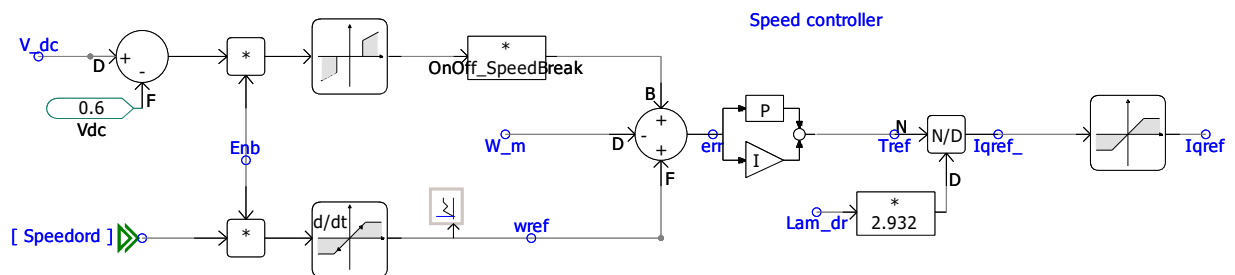 Speed controller
V_dc
D
+
-
F
0.6
Vdc
*
*
OnOff_SpeedBreak
B
+
-
+
D
F
W_m
err
P
I
Tref
N
N/D
D
Iqref_
Iqref
Lam_dr
*
2.932
Enb
[ Speedord ]
*
d/dt
wref